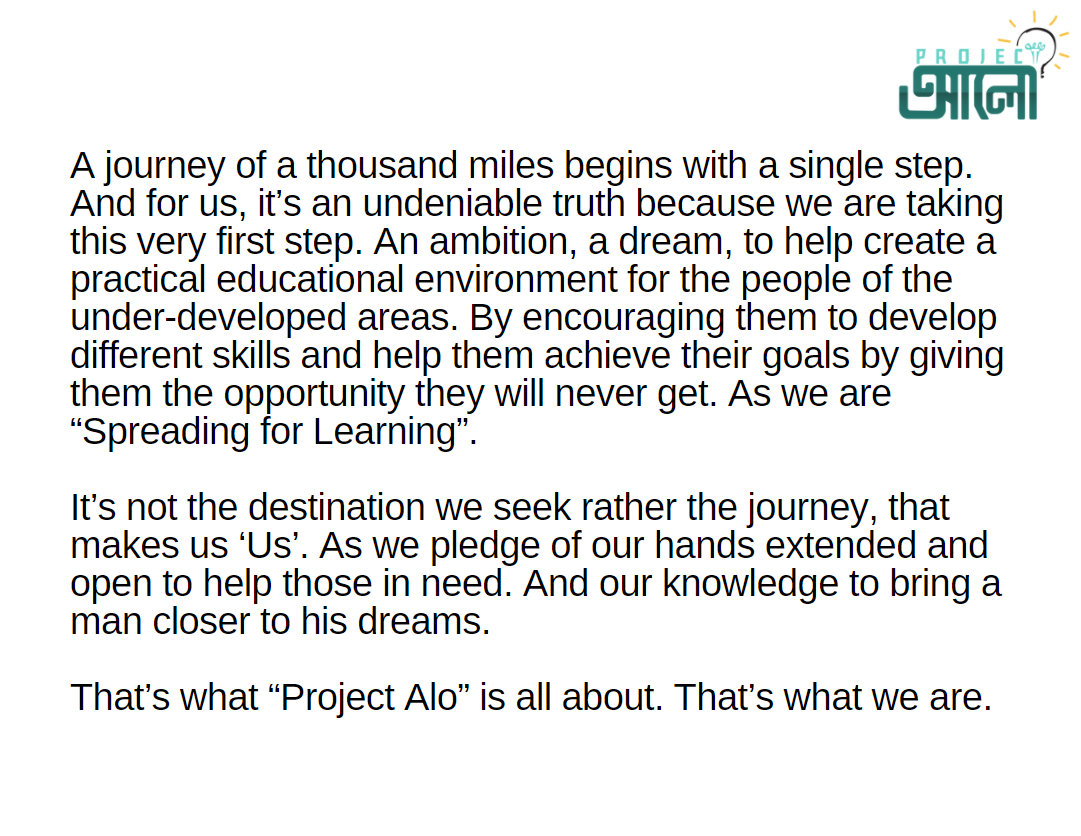 PROJECT
আলো
A journey of a thousand miles begins with a single step.
And for us, it’s an undeniable truth because we are taking
this very first step. An ambition, a dream, to help create a
practical educational environment for the people of the
under-developed areas. By encouraging them to develop
different skills and help them achieve their goals by giving
them the opportunity they will never get. As we are
“Spreading for Learning”.
It’s not the destination we seek rather the journey, that
makes us ‘Us’. As we pledge of our hands extended and
open to help those in need. And our knowledge to bring a
man closer to his dreams.
That’s what “Project Alo” is all about. That’s what we are.